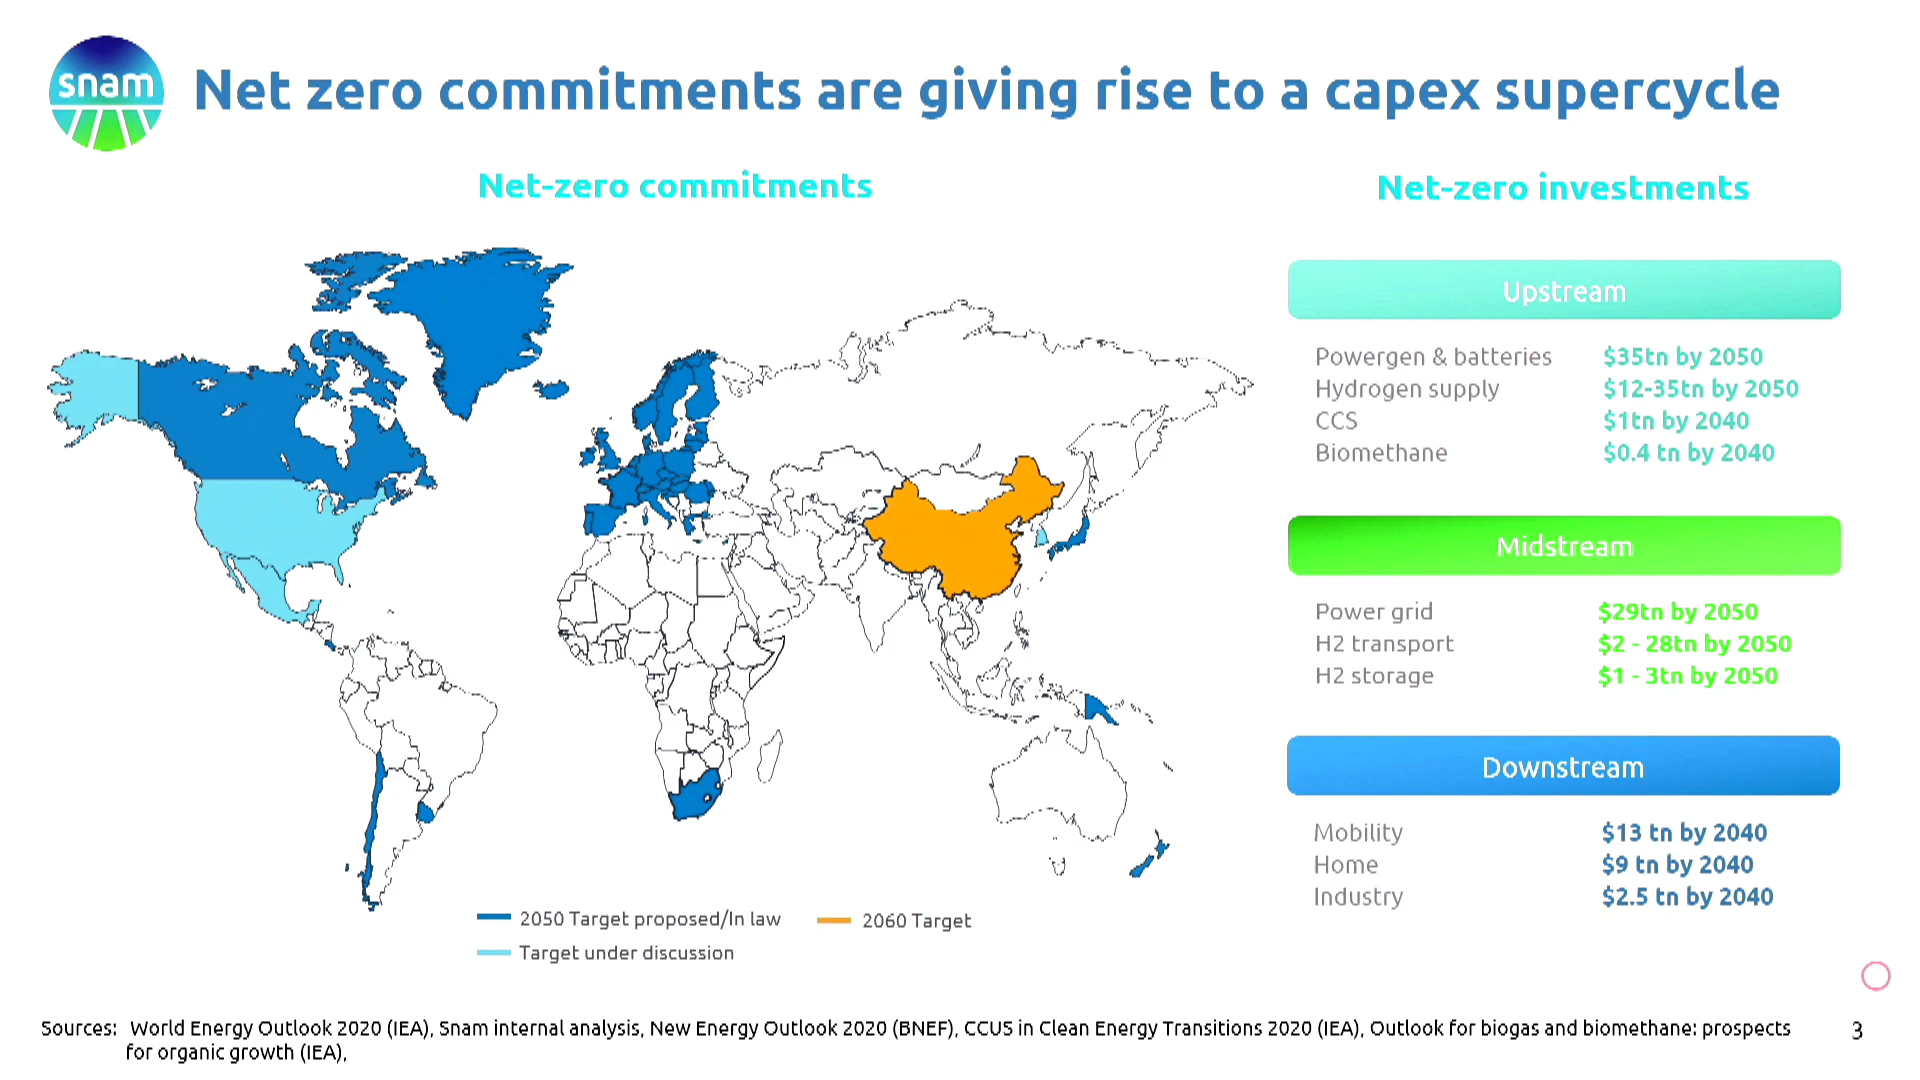 snam
Net zero commitments are giving rise to a capex supercycle
Net-zero commitments
2050 Target proposed/In law
2060 Target
Target under discussion
Net-zero investments
Upstream
Powergen & batteries $35tn by 2050
Hydrogen supply $12-35tn by 2050
CCS $1tn by 2040
Biomethane $0.4 tn by 2040
Midstream
Power grid $29tn by 2050
H2 transport $2 - 28tn by 2050
H2 storage $1 - 3tn by 2050
Downstream
Mobility $13 tn by 2040
Home $9 tn by 2040
Industry $2.5 tn by 2040
Sources: World Energy Outlook 2020 (IEA), Snam internal analysis, New Energy Outlook 2020 (BNEF), CCUS in Clean Energy Transitions 2020 (IEA), Outlook for biogas and biomethane: prospects
for organic growth (IEA),
3